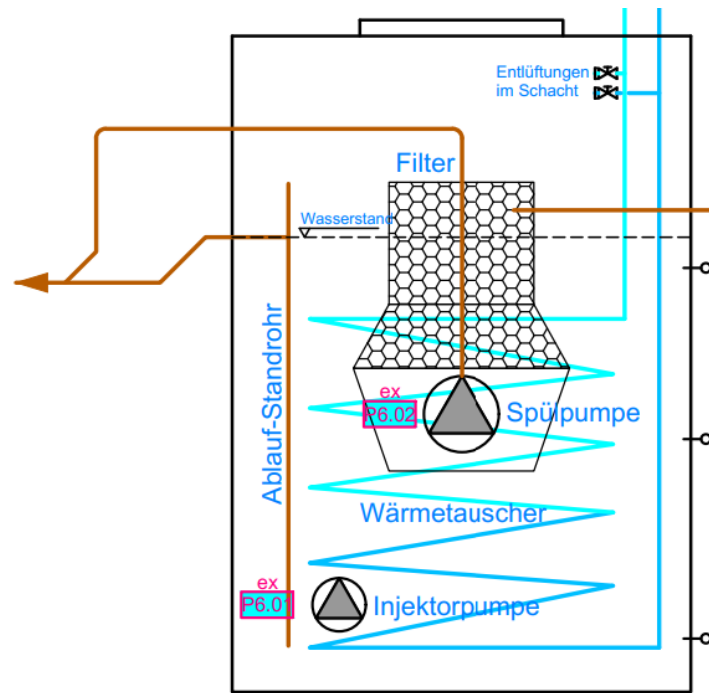 Entlüftungen
im Schacht
Filter
Wasserstand
Ablauf-Standrohr
ex
P6.02
Spülpumpe
Wärmetauscher
ex
P6.01
Injektorpumpe